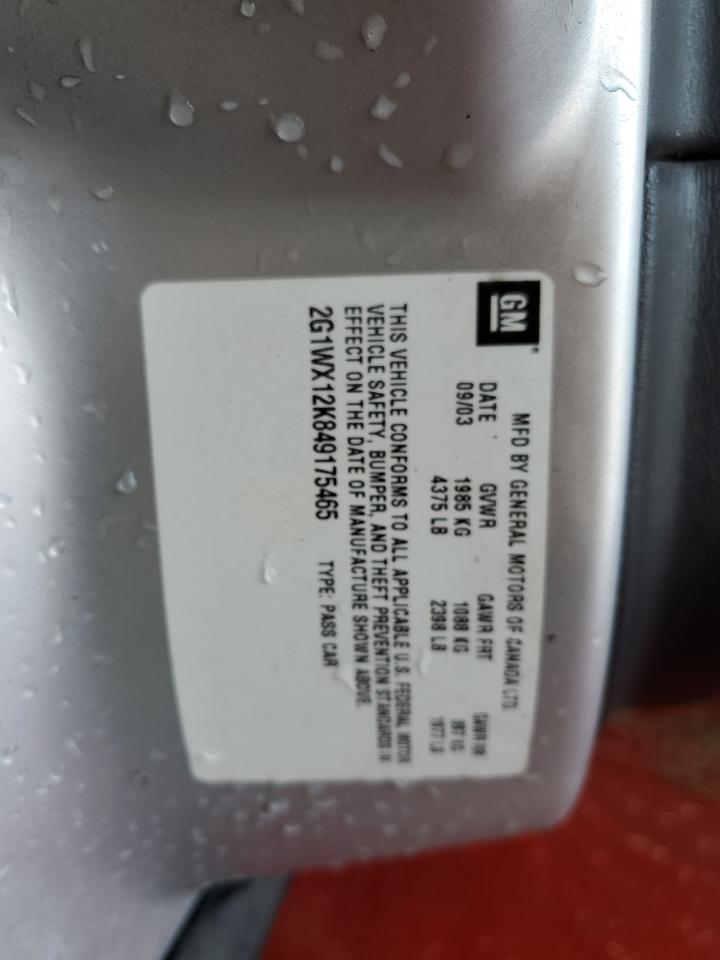 GM
MFD BY GENERAL MOTORS OF CANADA LTD.
DATE GVWR GAWR FRT GAWR RR
09/03 1985 KG 1088 KG 897 KG
4375 LB 2398 LB 1977 LB
THIS VEHICLE CONFORMS TO ALL APPLICABLE U.S. FEDERAL MOTOR
VEHICLE SAFETY, BUMPER, AND THEFT PREVENTION STANDARDS IN
EFFECT ON THE DATE OF MANUFACTURE SHOWN ABOVE.
2G1WX12K849175465 TYPE: PASS CAR